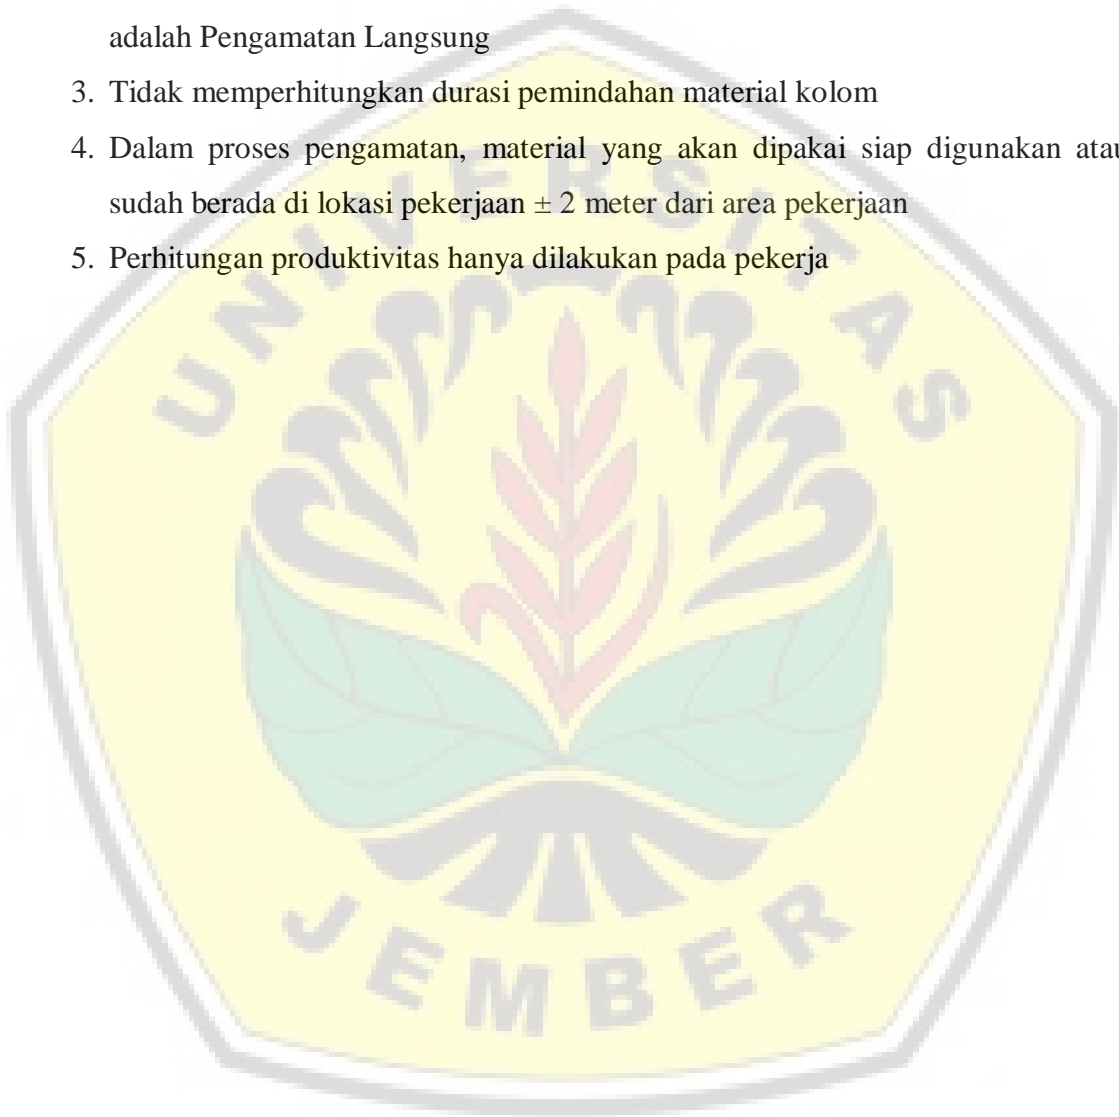 adalah Pengamatan Langsung
3. Tidak memperhitungkan durasi pemindahan material kolom
4. Dalam proses pengamatan, material yang akan dipakai siap digunakan atau
sudah berada di lokasi pekerjaan ± 2 meter dari area pekerjaan
5. Perhitungan produktivitas hanya dilakukan pada pekerja
UNIVERSITAS
JEMBER